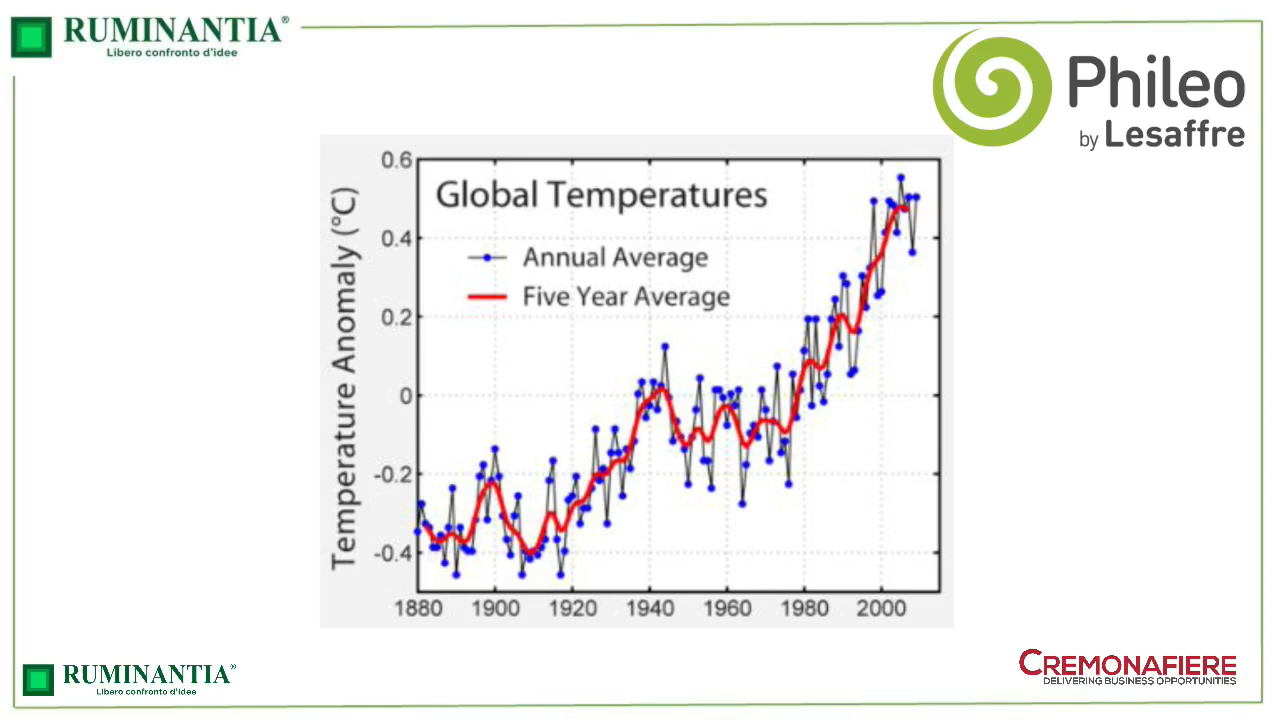 RUMINANTIA®
Libero confronto d'idee
Phileo
by Lesaffre
Global Temperatures
Annual Average
Five Year Average
Temperature Anomaly (°C)
0.6
0.4
0.2
0
-0.2
-0.4
1880 1900 1920 1940 1960 1980 2000
RUMINANTIA®
Libero confronto d'idee
CREMONAFIERE
DELIVERING BUSINESS OPPORTUNITIES